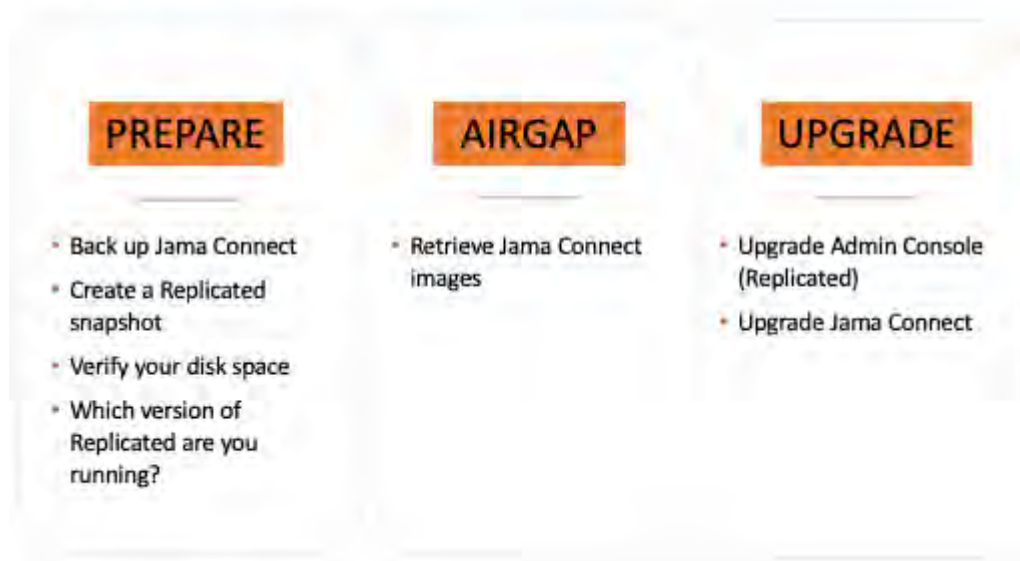 PREPARE
• Back up Jama Connect
• Create a Replicated
snapshot
• Verify your disk space
• Which version of
Replicated are you
running?
AIRGAP
• Retrieve Jama Connect
images
UPGRADE
• Upgrade Admin Console
(Replicated)
• Upgrade Jama Connect